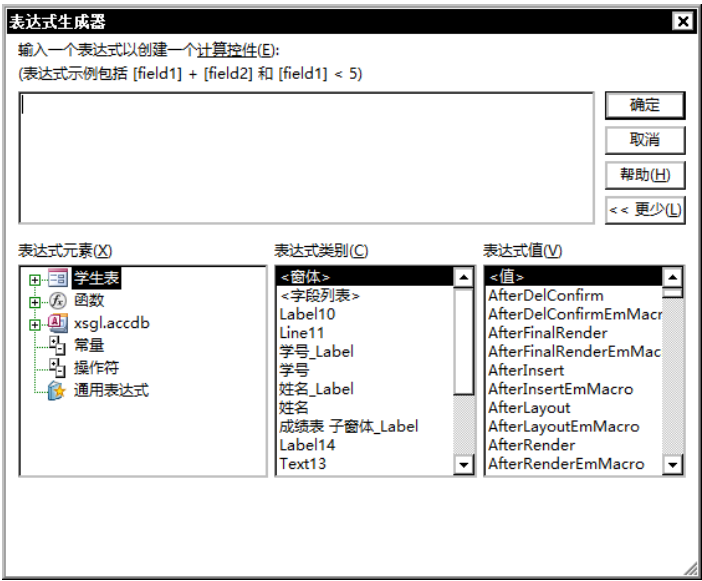 表达式生成器
输入一个表达式以创建一个计算控件(E):
(表达式示例包括 [field1] + [field2] 和 [field1] < 5)
确定
取消
帮助(H)
<< 更少(L)
表达式元素(X)
学生表
函数
xsgl.accdb
常量
操作符
通用表达式
表达式类别(C)
<窗体>
<字段列表>
Label10
Line11
学号_Label
学号
姓名_Label
姓名
成绩表 子窗体_Label
Label14
Text13
表达式值(V)
<值>
AfterDelConfirm
AfterDelConfirmEmMacr
AfterFinalRender
AfterFinalRenderEmMac
AfterInsert
AfterInsertEmMacro
AfterLayout
AfterLayoutEmMacro
AfterRender
AfterRenderEmMacro